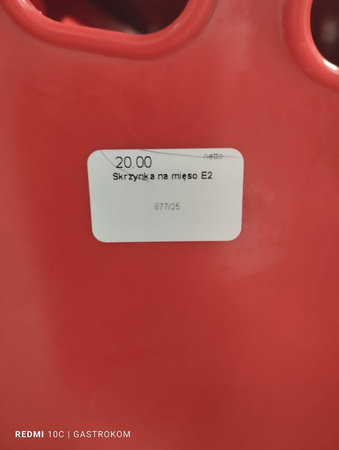 20.00 netto
Skrzynka na mięso E2
677/25
REDMI 10C | GASTROKOM